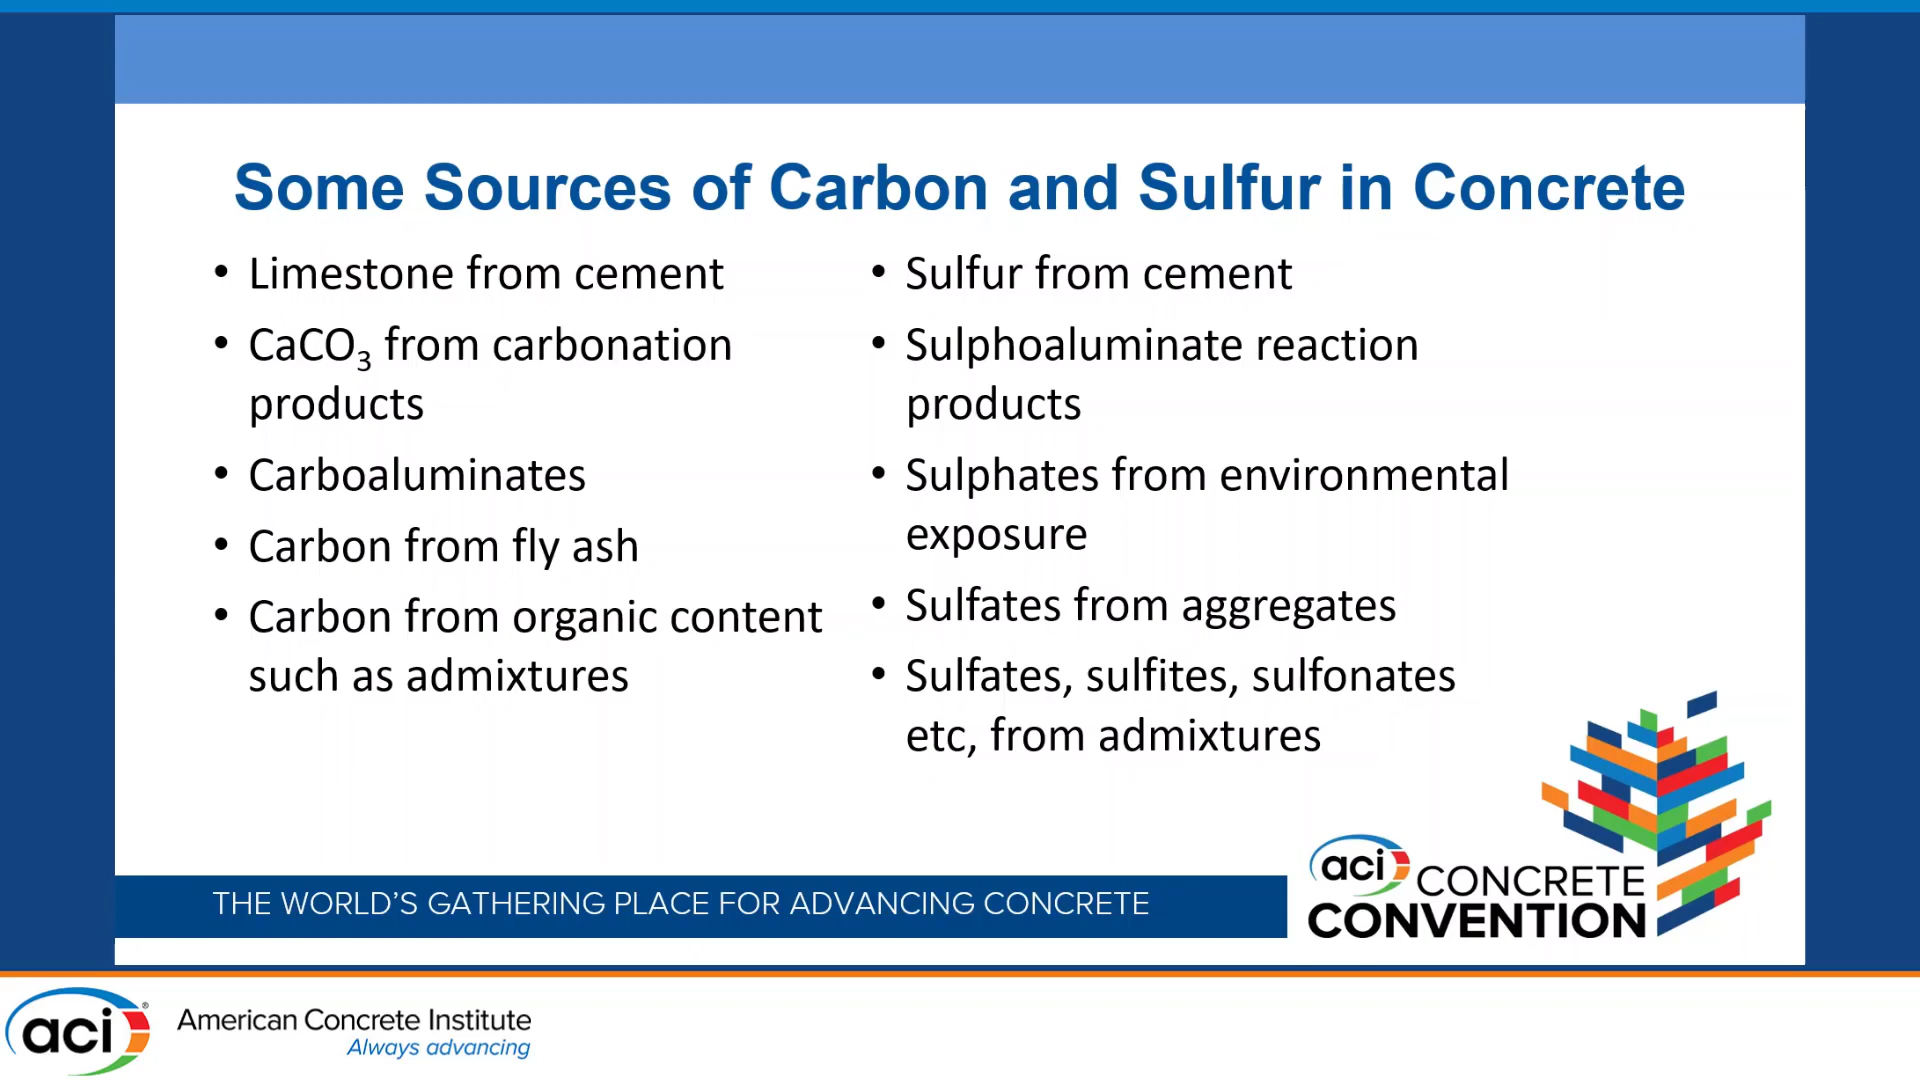 Some Sources of Carbon and Sulfur in Concrete
• Limestone from cement
• CaCO₃ from carbonation
products
• Carboaluminates
• Carbon from fly ash
• Carbon from organic content
such as admixtures
• Sulfur from cement
• Sulphoaluminate reaction
products
• Sulphates from environmental
exposure
• Sulfates from aggregates
• Sulfates, sulfites, sulfonates
etc, from admixtures
THE WORLD'S GATHERING PLACE FOR ADVANCING CONCRETE
aci CONCRETE
CONVENTION
aci®
American Concrete Institute
Always advancing